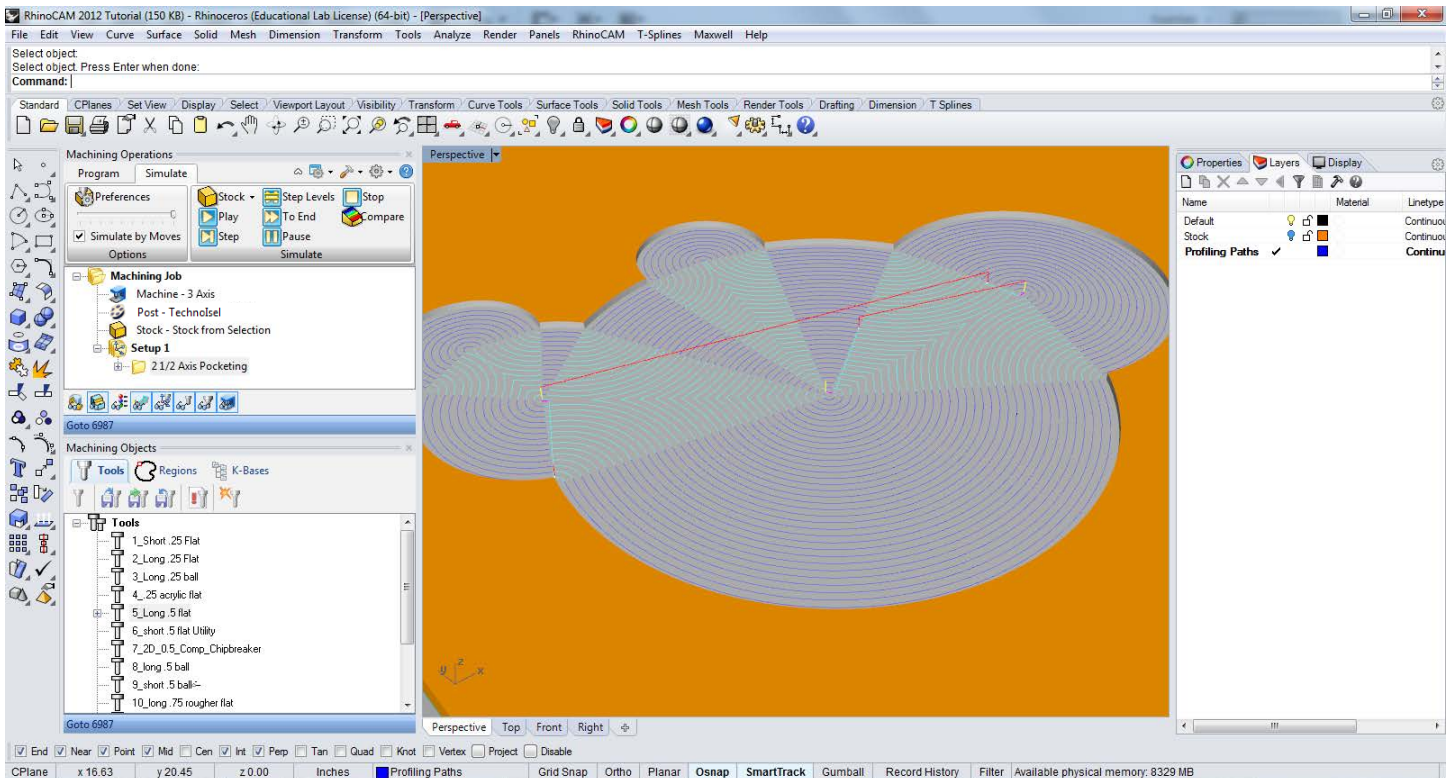 RhinoCAM 2012 Tutorial (150 KB) - Rhinoceros (Educational Lab License) (64-bit) - [Perspective]
File Edit View Curve Surface Solid Mesh Dimension Transform Tools Analyze Render Panels RhinoCAM T-Splines Maxwell Help
Select object.
Select object. Press Enter when done:
Command:
Standard CPlanes Set View Display Select Viewport Layout Visibility Transform Curve Tools Surface Tools Solid Tools Mesh Tools Render Tools Drafting Dimension T Splines
Machining Operations
Program Simulate
Preferences
Simulate by Moves
Options
Stock Step Levels Stop
Play To End Compare
Step Pause
Simulate
Machining Job
Machine - 3 Axis
Post - TechnoIsel
Stock - Stock from Selection
Setup 1
2 1/2 Axis Pocketing
Goto 6987
Machining Objects
Tools Regions K-Bases
Tools
1_Short .25 Flat
2_Long .25 Flat
3_Long .25 ball
4_.25 acrylic flat
5_Long .5 flat
6_short .5 flat Utility
7_2D_0.5_Comp_Chipbreaker
8_long .5 ball
9_short .5 ball
10_long .75 rougher flat
Goto 6987
Perspective
z
y x
Perspective Top Front Right
Properties Layers Display
Name Material Linetype
Default Continuou
Stock Continuou
Profiling Paths Continu
End Near Point Mid Cen Int Perp Tan Quad Knot Vertex Project Disable
CPlane x 16.63 y 20.45 z 0.00 Inches Profiling Paths Grid Snap Ortho Planar Osnap SmartTrack Gumball Record History Filter Available physical memory: 8329 MB